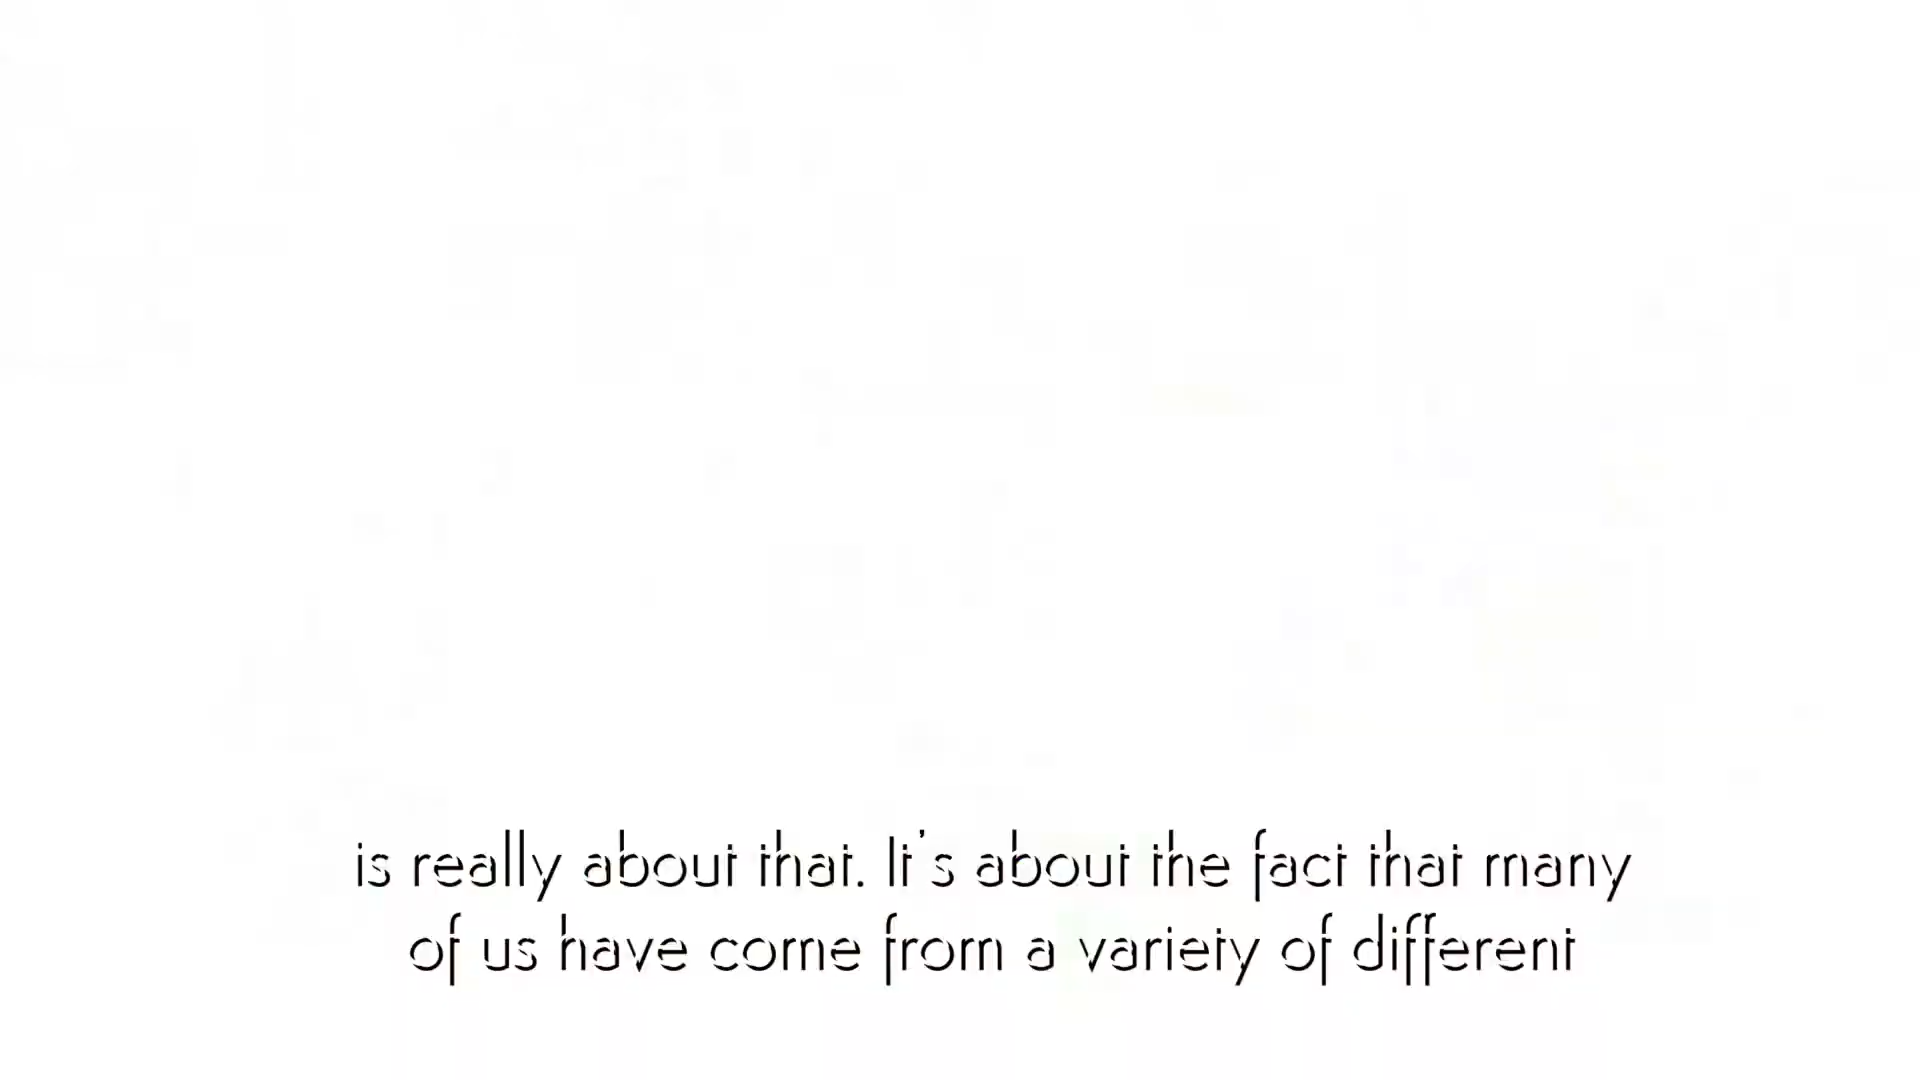 is really about that. It's about the fact that many
of us have come from a variety of different